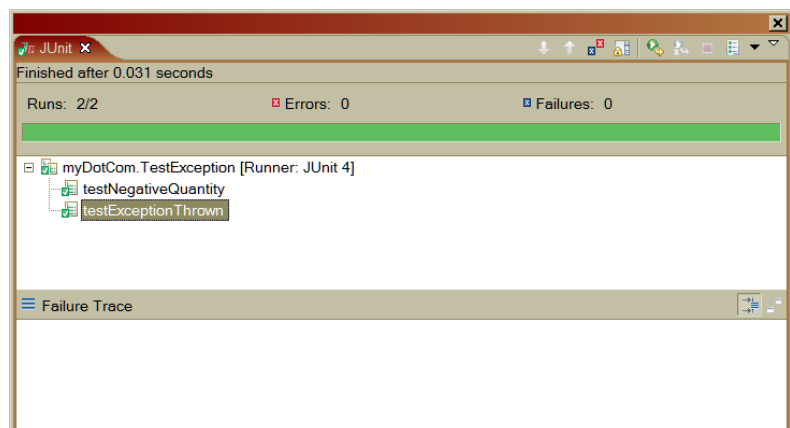 JUnit
Finished after 0.031 seconds
Runs: 2/2 Errors: 0 Failures: 0
myDotCom.TestException [Runner: JUnit 4]
testNegativeQuantity
testExceptionThrown
Failure Trace